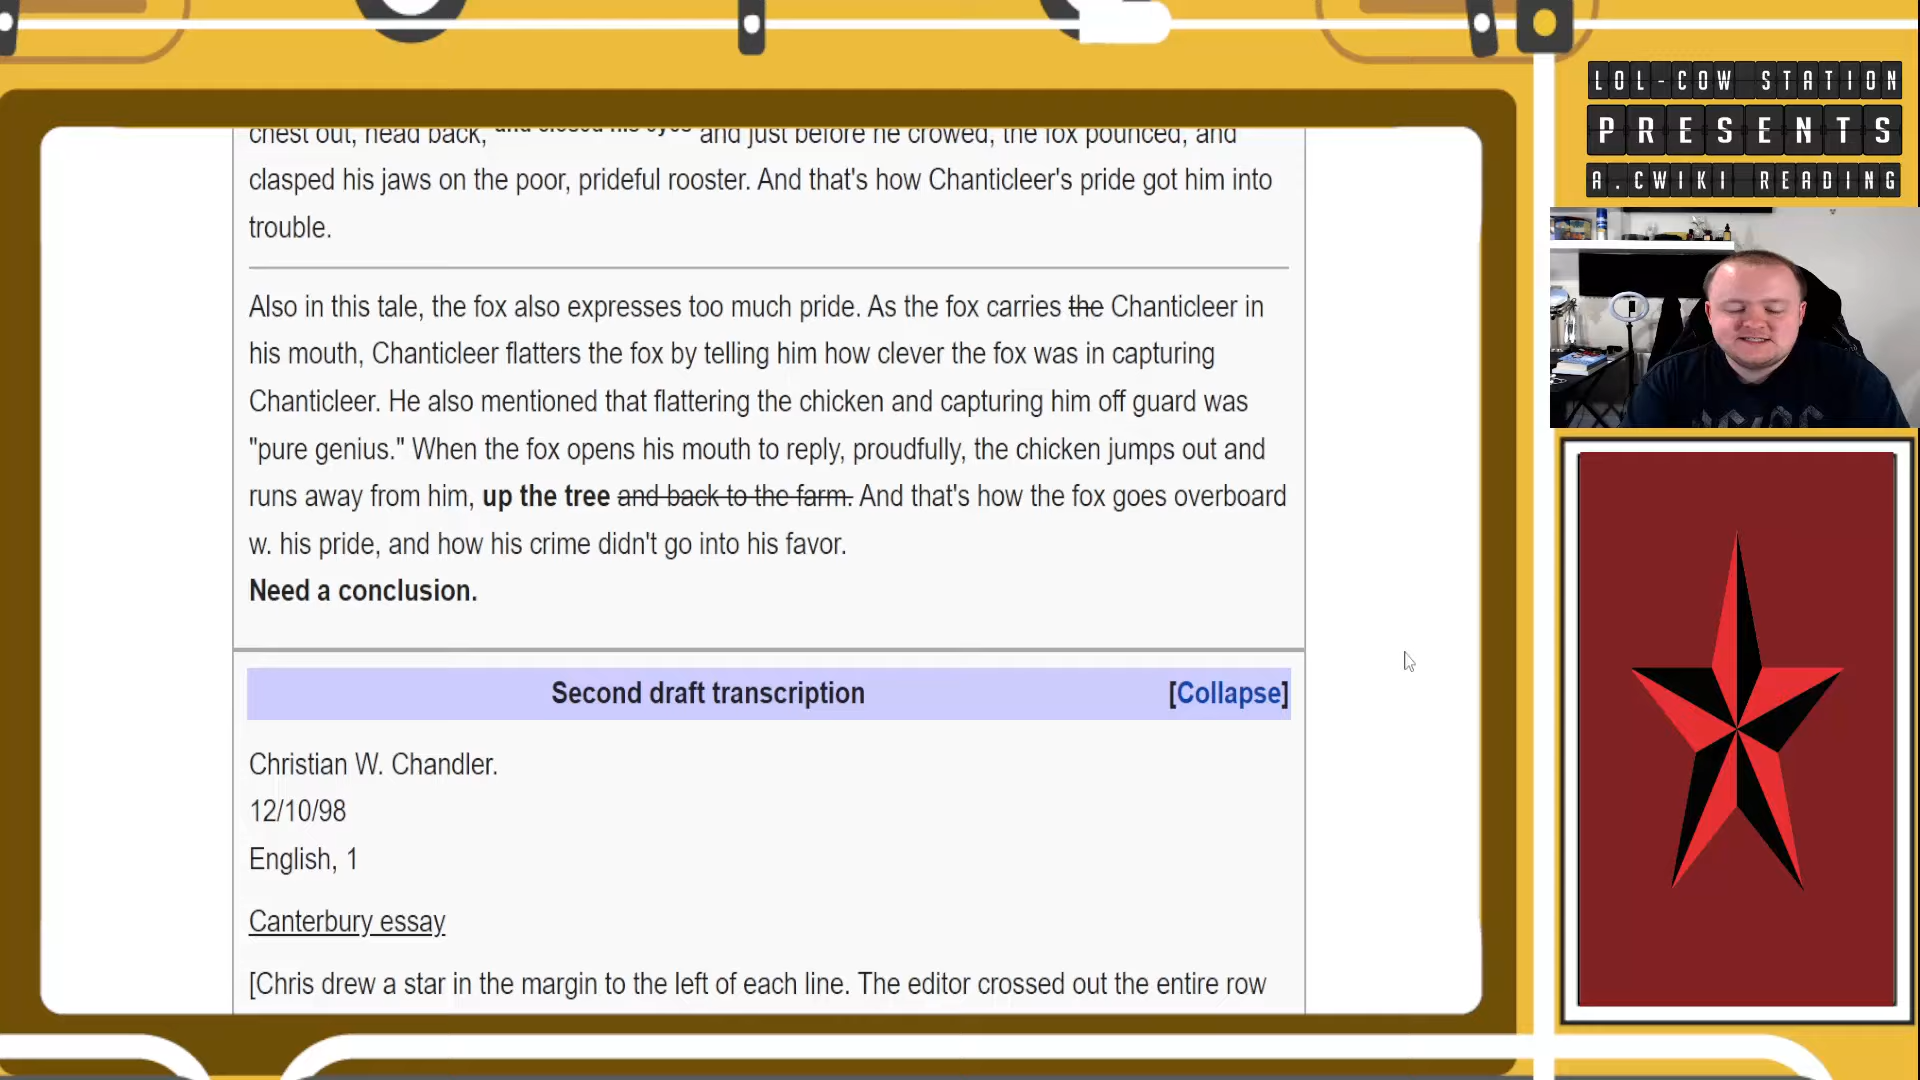 LOL-COW STATION
PRESENTS
A.CWIKI READING
chest out, head back, and closed his eyes and just before he crowed, the fox pounced, and
clasped his jaws on the poor, prideful rooster. And that's how Chanticleer's pride got him into
trouble.
Also in this tale, the fox also expresses too much pride. As the fox carries the Chanticleer in
his mouth, Chanticleer flatters the fox by telling him how clever the fox was in capturing
Chanticleer. He also mentioned that flattering the chicken and capturing him off guard was
"pure genius." When the fox opens his mouth to reply, proudfully, the chicken jumps out and
runs away from him, up the tree and back to the farm. And that's how the fox goes overboard
w. his pride, and how his crime didn't go into his favor.
Need a conclusion.
Second draft transcription [Collapse]
Christian W. Chandler.
12/10/98
English, 1
Canterbury essay
[Chris drew a star in the margin to the left of each line. The editor crossed out the entire row